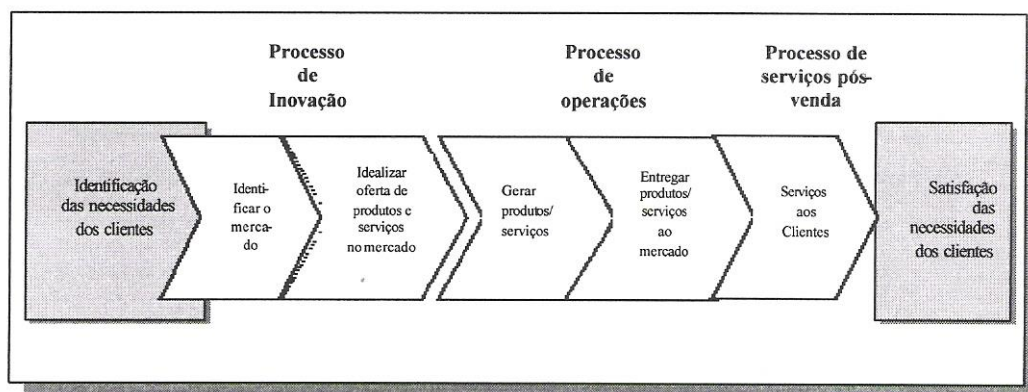 Processo
de
Inovação
Processo
de
operações
Processo de
serviços pós-
venda
Identificação
das necessidades
dos clientes
Identi-
ficar o
merca-
do
Idealizar
oferta de
produtos e
serviços
no mercado
Gerar
produtos/
serviços
Entregar
produtos/
serviços
ao
mercado
Serviços
aos
Clientes
Satisfação
das
necessidades
dos clientes